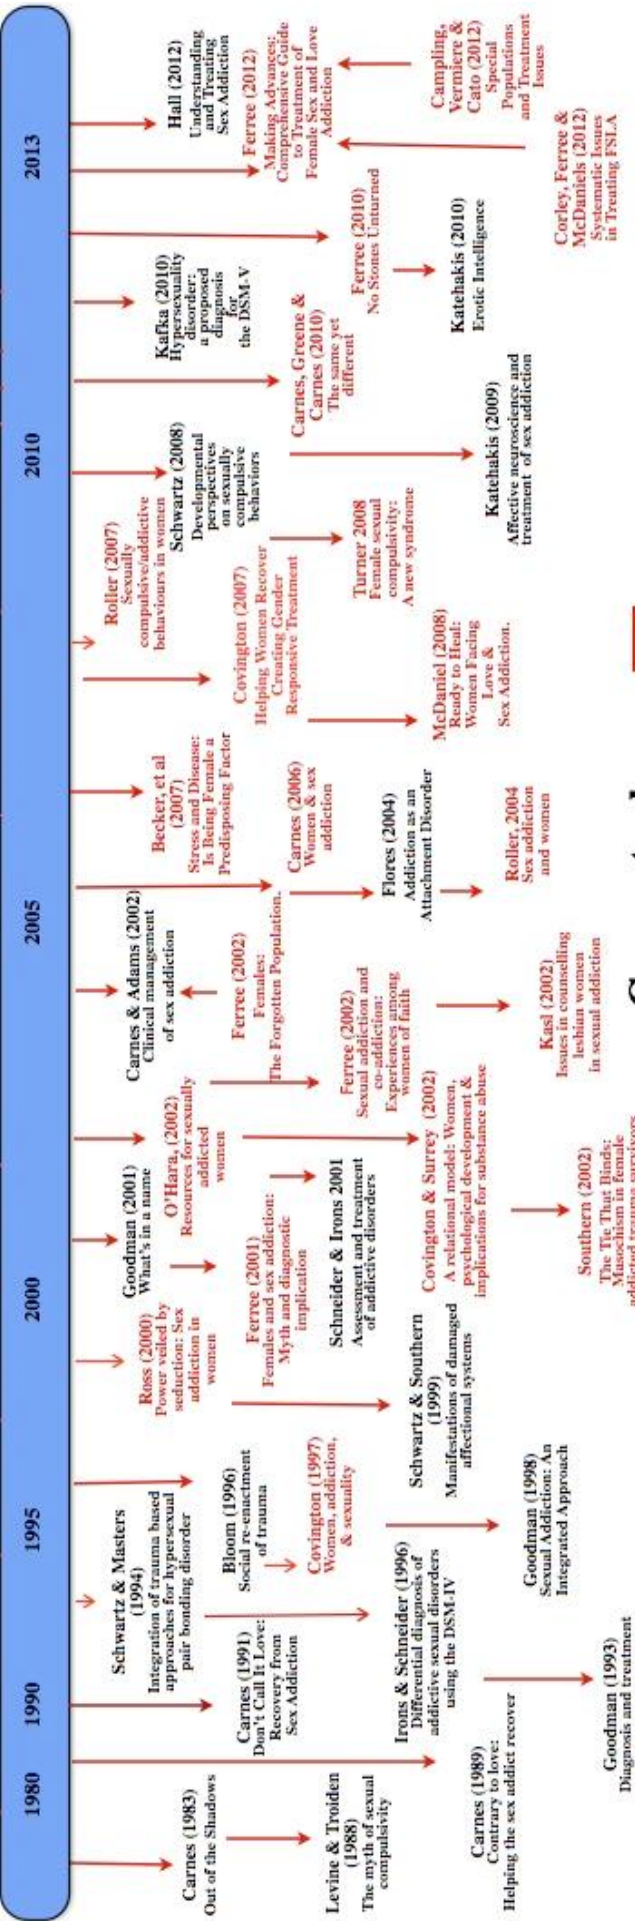 1980
1990
1995
2000
2005
2010
2013
Carnes (1983)
Out of the Shadows
Levine & Troiden
(1988)
The myth of sexual
compulsivity
Carnes (1989)
Contrary to love:
Helping the sex addict recover
Carnes (1991)
Don't Call It Love:
Recovery from
Sex Addiction
Goodman (1993)
Diagnosis and treatment
Schwartz & Masters
(1994)
Integration of trauma based
approaches for hypersexual
pair bonding disorder
Irons & Schneider (1996)
Differential diagnosis of
addictive sexual disorders
using the DSM-IV
Bloom (1996)
Social re-enactment
of trauma
Covington (1997)
Women, addiction,
& sexuality
Goodman (1998)
Sexual Addiction: An
Integrated Approach
Schwartz & Southern
(1999)
Manifestations of damaged
affectional systems
Ross (2000)
Power veiled by
seduction: Sex
addiction in
women
Goodman (2001)
What's in a name
Ferree (2001)
Females and sex addiction:
Myth and diagnostic
implication
Schneider & Irons 2001
Assessment and treatment
of addictive disorders
O'Hara, (2002)
Resources for sexually
addicted
women
Covington & Surrey (2002)
A relational model: Women,
psychological development &
implications for substance abuse
Southern (2002)
The Tie That Binds:
Masochism in female
addicted trauma survivors
Carnes & Adams (2002)
Clinical management
of sex addiction
Ferree (2002)
Females:
The Forgotten Population.
Ferree (2002)
Sexual addiction and
co-addiction:
Experiences among
women of faith
Kasl (2002)
Issues in counselling
lesbian women
in sexual addiction
Becker, et al
(2007)
Stress and Disease:
Is Being Female a
Predisposing Factor
Carnes (2006)
Women & sex
addiction
Flores (2004)
Addiction as an
Attachment Disorder
Roller, 2004
Sex addiction
and women
Roller (2007)
Sexually
compulsive/addictive
behaviours in women
Covington (2007)
Helping Women Recover
Creating Gender
Responsive Treatment
McDaniel (2008)
Ready to Heal:
Women Facing
Love &
Sex Addiction.
Schwartz (2008)
Developmental
perspectives
on sexually
compulsive
behaviors
Turner 2008
Female sexual
compulsivity:
A new syndrome
Katehakis (2009)
Affective neuroscience and
treatment of sex addiction
Kafka (2010)
Hypersexuality
disorder:
a proposed
diagnosis
for
the DSM-V
Carnes, Greene &
Carnes (2010)
The same yet
different
Ferree (2010)
No Stones Unturned
Katehakis (2010)
Erotic Intelligence
Hall (2012)
Understanding
and Treating
Sex Addiction
Ferree (2012)
Making Advances:
Comprehensive Guide
to Treatment of
Female Sex and Love
Addiction
Campling,
Vermiere &
Cato (2012)
Special
Populations
and Treatment
Issues
Corley, Ferree &
McDaniels (2012)
Systematic Issues
in Treating FSLA